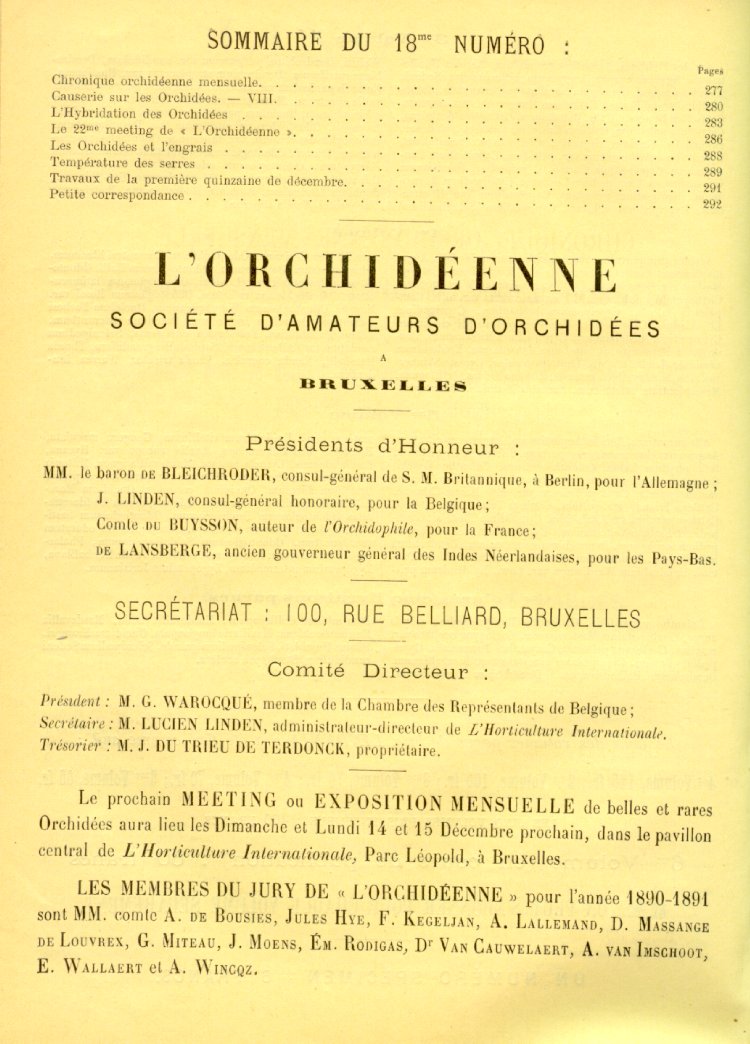 SOMMAIRE DU 18me NUMÉRO :
Pages
Chronique orchidéenne mensuelle. . . . . . . . . . . . . . . . . . . 277
Causerie sur les Orchidées. — VIII. . . . . . . . . . . . . . . . . . . 280
L'Hybridation des Orchidées . . . . . . . . . . . . . . . . . . . 283
Le 22me meeting de « L'Orchidéenne ». . . . . . . . . . . . . . . . . . . 286
Les Orchidées et l'engrais . . . . . . . . . . . . . . . . . . . 288
Température des serres . . . . . . . . . . . . . . . . . . . 289
Travaux de la première quinzaine de décembre. . . . . . . . . . . . . . . . 291
Petite correspondance . . . . . . . . . . . . . . . . . . . 292
L'ORCHIDÉENNE
SOCIÉTÉ D'AMATEURS D'ORCHIDÉES
A
BRUXELLES
Présidents d'Honneur :
MM. le baron DE BLEICHRODER, consul-général de S. M. Britannique, à Berlin, pour l'Allemagne ;
J. LINDEN, consul-général honoraire, pour la Belgique ;
Comte DU BUYSSON, auteur de l'Orchidophile, pour la France ;
DE LANSBERGE, ancien gouverneur général des Indes Néerlandaises, pour les Pays-Bas.
SECRÉTARIAT : 100, RUE BELLIARD, BRUXELLES
Comité Directeur :
Président : M. G. WAROCQUÉ, membre de la Chambre des Représentants de Belgique ;
Secrétaire : M. LUCIEN LINDEN, administrateur-directeur de L'Horticulture Internationale.
Trésorier : M. J. DU TRIEU DE TERDONCK, propriétaire.
Le prochain MEETING ou EXPOSITION MENSUELLE de belles et rares
Orchidées aura lieu les Dimanche et Lundi 14 et 15 Décembre prochain, dans le pavillon
central de L'Horticulture Internationale, Parc Léopold, à Bruxelles.
LES MEMBRES DU JURY DE « L'ORCHIDÉENNE » pour l'année 1890-1891
sont MM. comte A. DE BOUSIES, JULES HYE, F. KEGELJAN, A. LALLEMAND, D. MASSANGE
DE LOUVREX, G. MITEAU, J. MOENS, ÉM. RODIGAS, Dr VAN CAUWELAERT, A. VAN IMSCHOOT,
E. WALLAERT et A. WINCQZ.